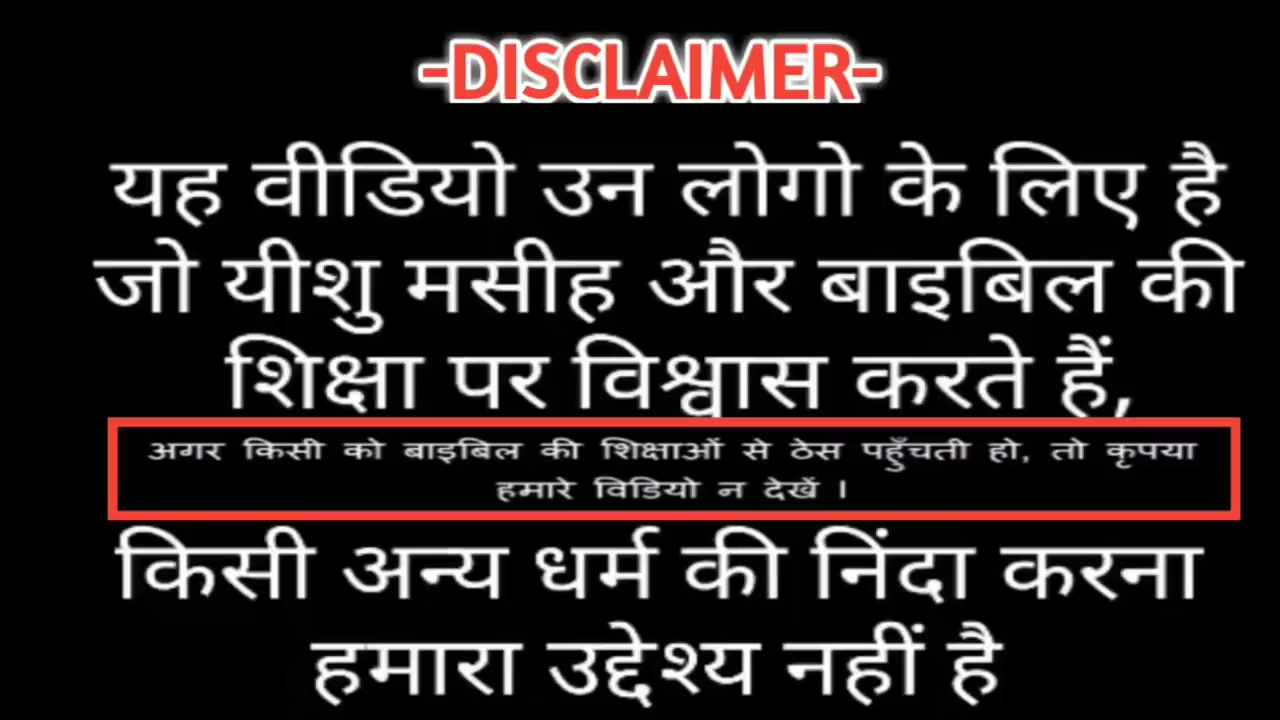 -DISCLAIMER-
यह वीडियो उन लोगो के लिए है
जो यीशु मसीह और बाइबिल की
शिक्षा पर विश्वास करते हैं,
अगर किसी को बाइबिल की शिक्षाओं से ठेस पहुँचती हो, तो कृपया
हमारे विडियो न देखें ।
किसी अन्य धर्म की निंदा करना
हमारा उद्देश्य नहीं है